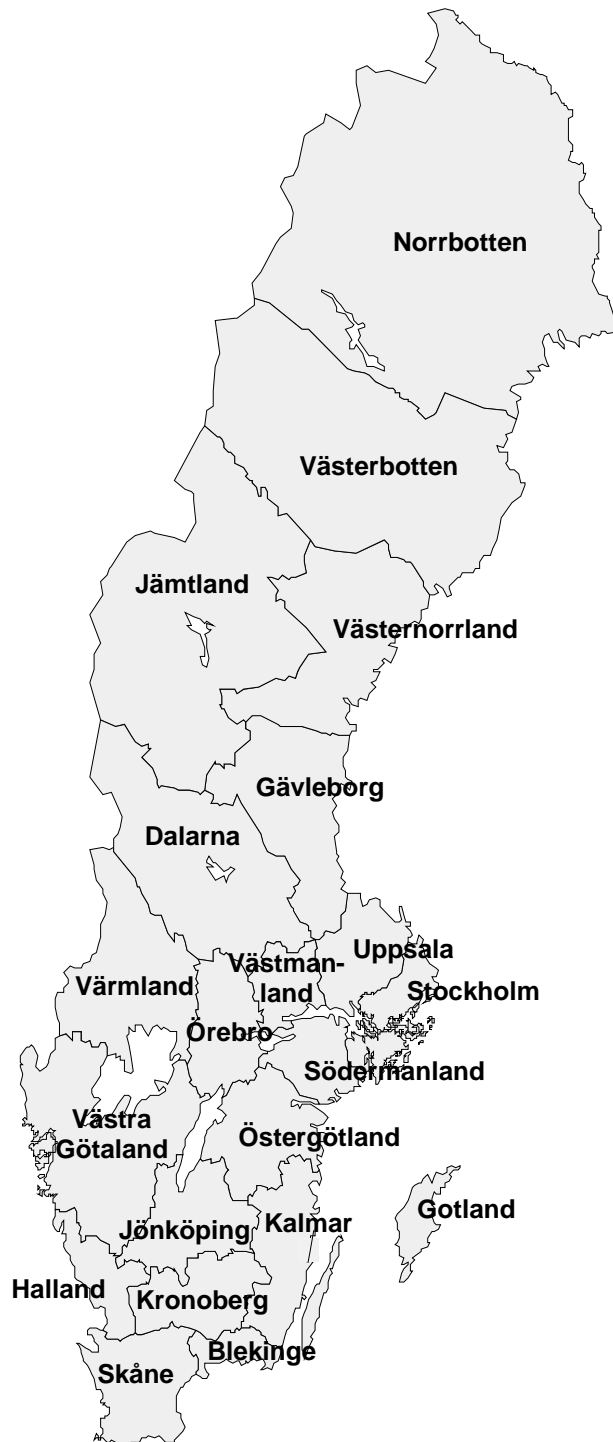 Norrbotten
Västerbotten
Jämtland
Västernorrland
Gävleborg
Dalarna
Uppsala
Västman-
land
Värmland
Stockholm
Örebro
Södermanland
Västra
Götaland
Östergötland
Gotland
Kalmar
Jönköping
Halland
Kronoberg
Blekinge
Skåne